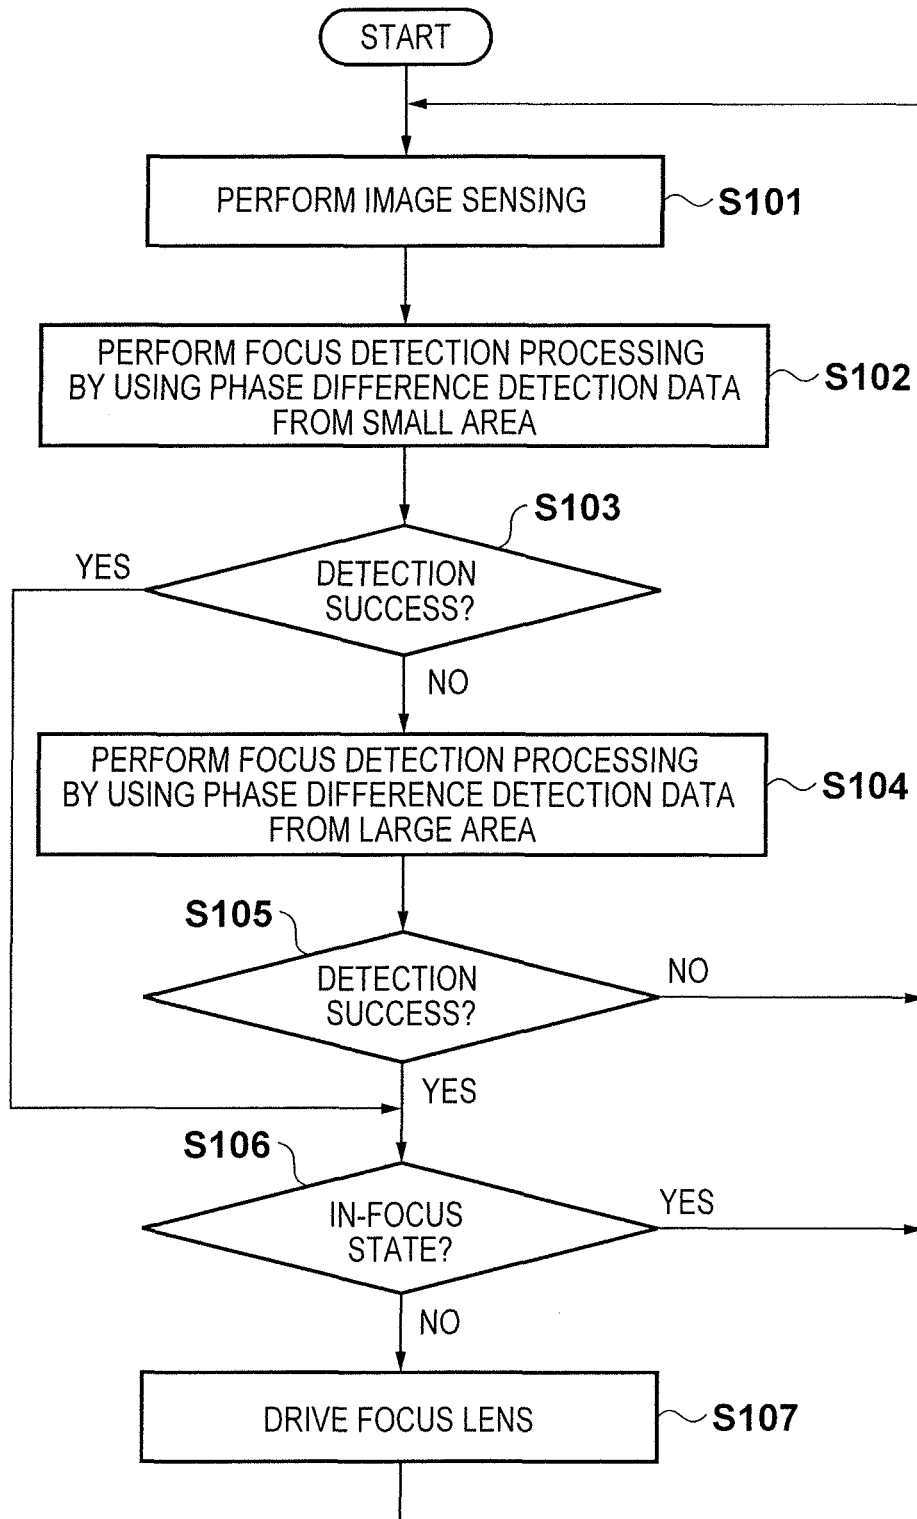 START
PERFORM IMAGE SENSING
S101
PERFORM FOCUS DETECTION PROCESSING
BY USING PHASE DIFFERENCE DETECTION DATA
FROM SMALL AREA
S102
S103
YES
DETECTION
SUCCESS?
NO
PERFORM FOCUS DETECTION PROCESSING
BY USING PHASE DIFFERENCE DETECTION DATA
FROM LARGE AREA
S104
S105
DETECTION
SUCCESS?
NO
YES
S106
IN-FOCUS
STATE?
YES
NO
DRIVE FOCUS LENS
S107